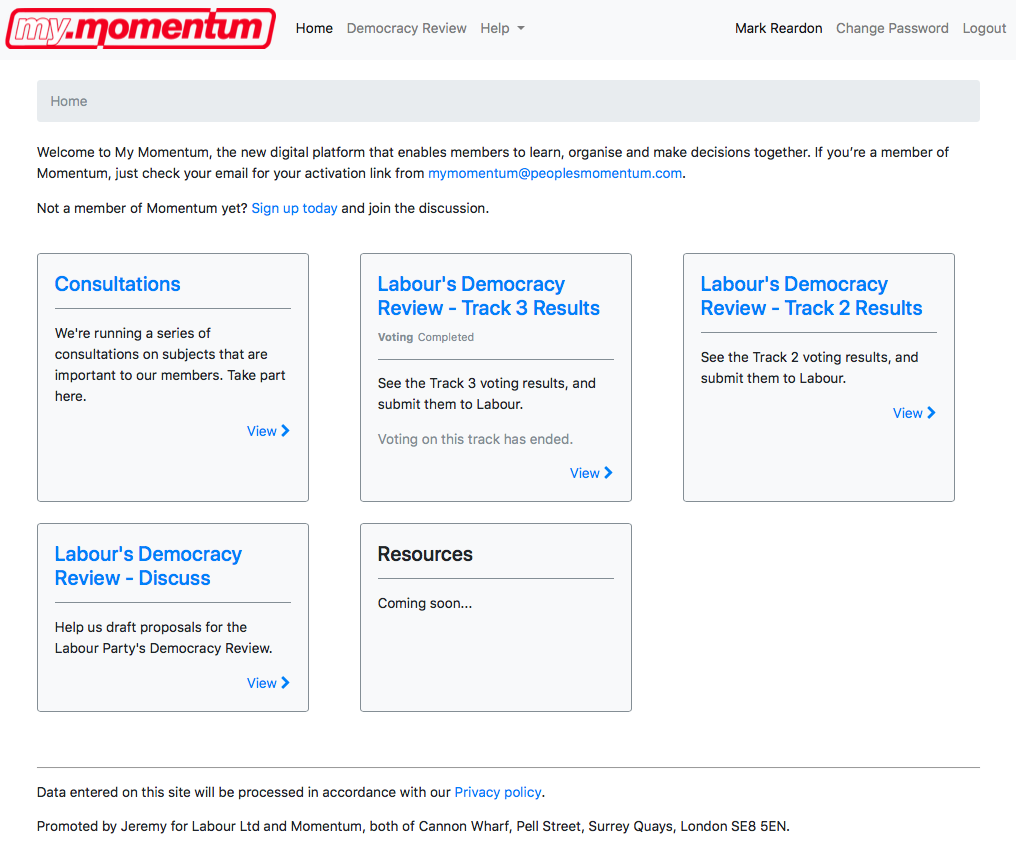 my.momentum Home Democracy Review Help Mark Reardon Change Password Logout
Home
Welcome to My Momentum, the new digital platform that enables members to learn, organise and make decisions together. If you’re a member of
Momentum, just check your email for your activation link from mymomentum@peoplesmomentum.com.
Not a member of Momentum yet? Sign up today and join the discussion.
Consultations
We're running a series of
consultations on subjects that are
important to our members. Take part
here.
View
Labour's Democracy
Review - Track 3 Results
Voting Completed
See the Track 3 voting results, and
submit them to Labour.
Voting on this track has ended.
View
Labour's Democracy
Review - Track 2 Results
See the Track 2 voting results, and
submit them to Labour.
View
Labour's Democracy
Review - Discuss
Help us draft proposals for the
Labour Party's Democracy Review.
View
Resources
Coming soon...
Data entered on this site will be processed in accordance with our Privacy policy.
Promoted by Jeremy for Labour Ltd and Momentum, both of Cannon Wharf, Pell Street, Surrey Quays, London SE8 5EN.